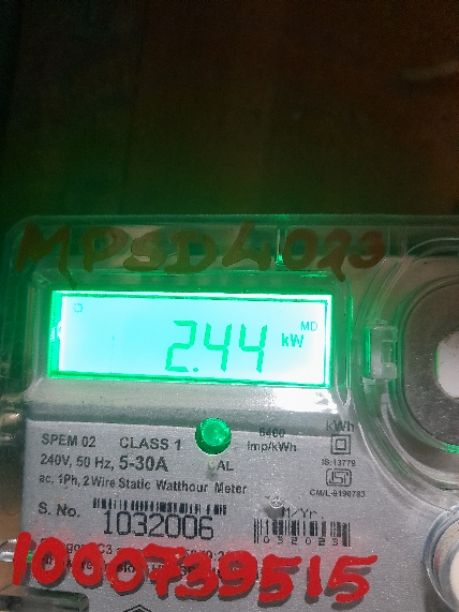 MPSD4023
MD
2.44 kW
kWh
SPEM 02 CLASS 1 6400
imp/kWh
240V, 50 Hz, 5-30A CAL
IS:13779
ac, 1Ph, 2 Wire Static Watthour Meter
CM/L-8198783
S. No. 1032006
M/Yr.
032023
1000739515